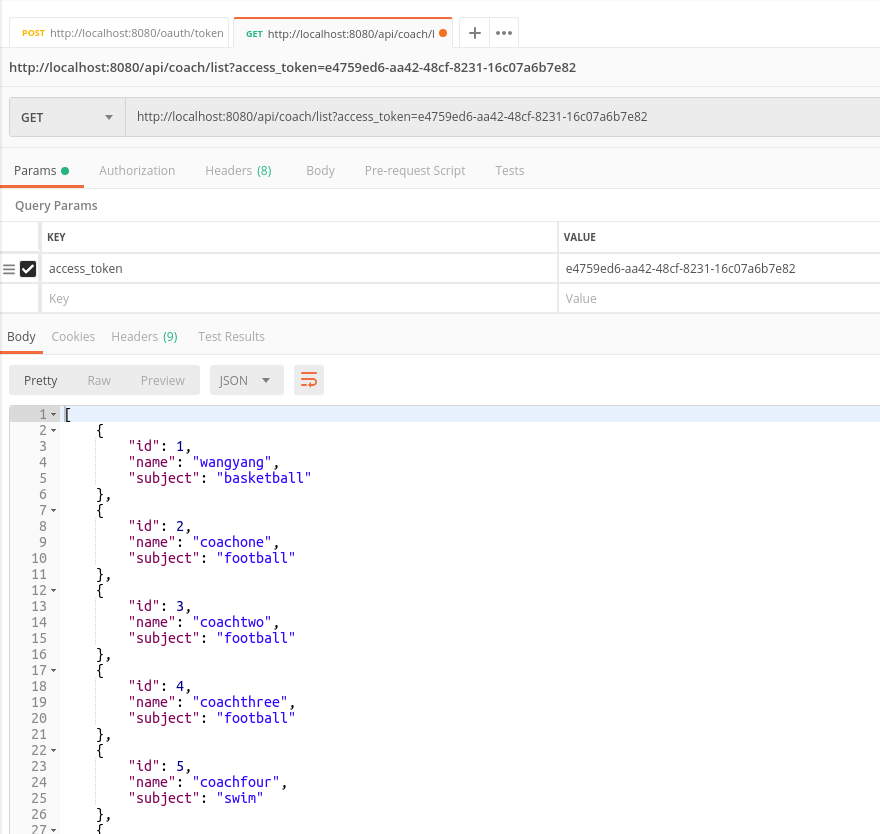 POST http://localhost:8080/oauth/token GET http://localhost:8080/api/coach/l + •••
http://localhost:8080/api/coach/list?access_token=e4759ed6-aa42-48cf-8231-16c07a6b7e82
GET http://localhost:8080/api/coach/list?access_token=e4759ed6-aa42-48cf-8231-16c07a6b7e82
Params Authorization Headers (8) Body Pre-request Script Tests
Query Params
KEY VALUE
access_token e4759ed6-aa42-48cf-8231-16c07a6b7e82
Key Value
Body Cookies Headers (9) Test Results
Pretty Raw Preview JSON
1 [
2 {
3 "id": 1,
4 "name": "wangyang",
5 "subject": "basketball"
6 },
7 {
8 "id": 2,
9 "name": "coachone",
10 "subject": "football"
11 },
12 {
13 "id": 3,
14 "name": "coachtwo",
15 "subject": "football"
16 },
17 {
18 "id": 4,
19 "name": "coachthree",
20 "subject": "football"
21 },
22 {
23 "id": 5,
24 "name": "coachfour",
25 "subject": "swim"
26 },
27 {